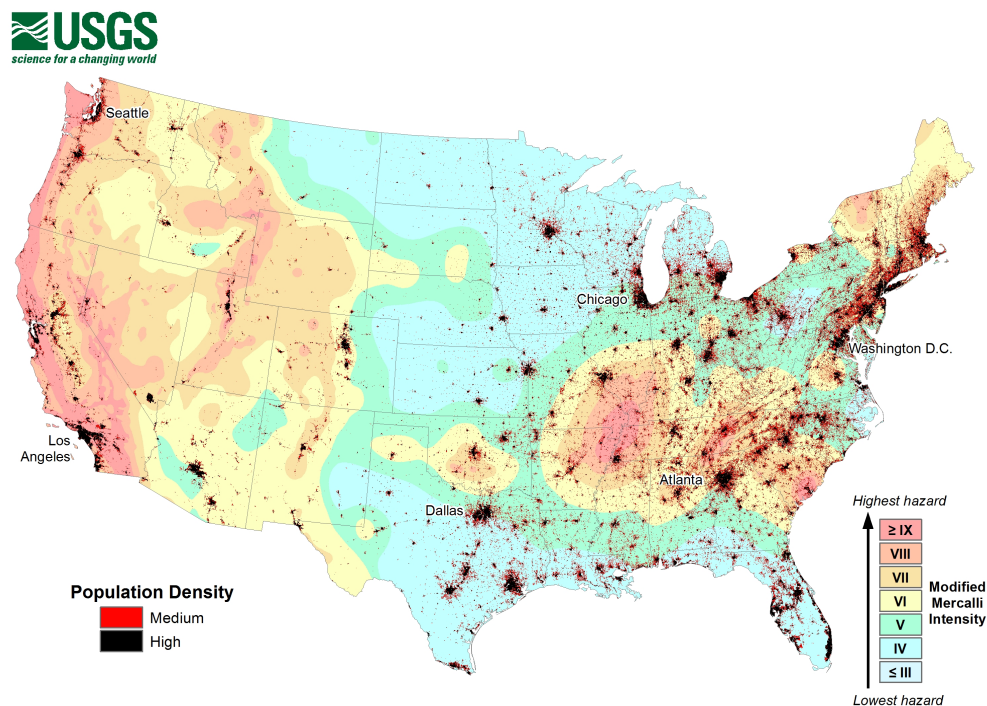 USGS
science for a changing world
Seattle
Chicago
Washington D.C.
Los
Angeles
Atlanta
Dallas
Population Density
Medium
High
Highest hazard
≥ IX
VIII
VII
VI
V
IV
≤ III
Modified
Mercalli
Intensity
Lowest hazard